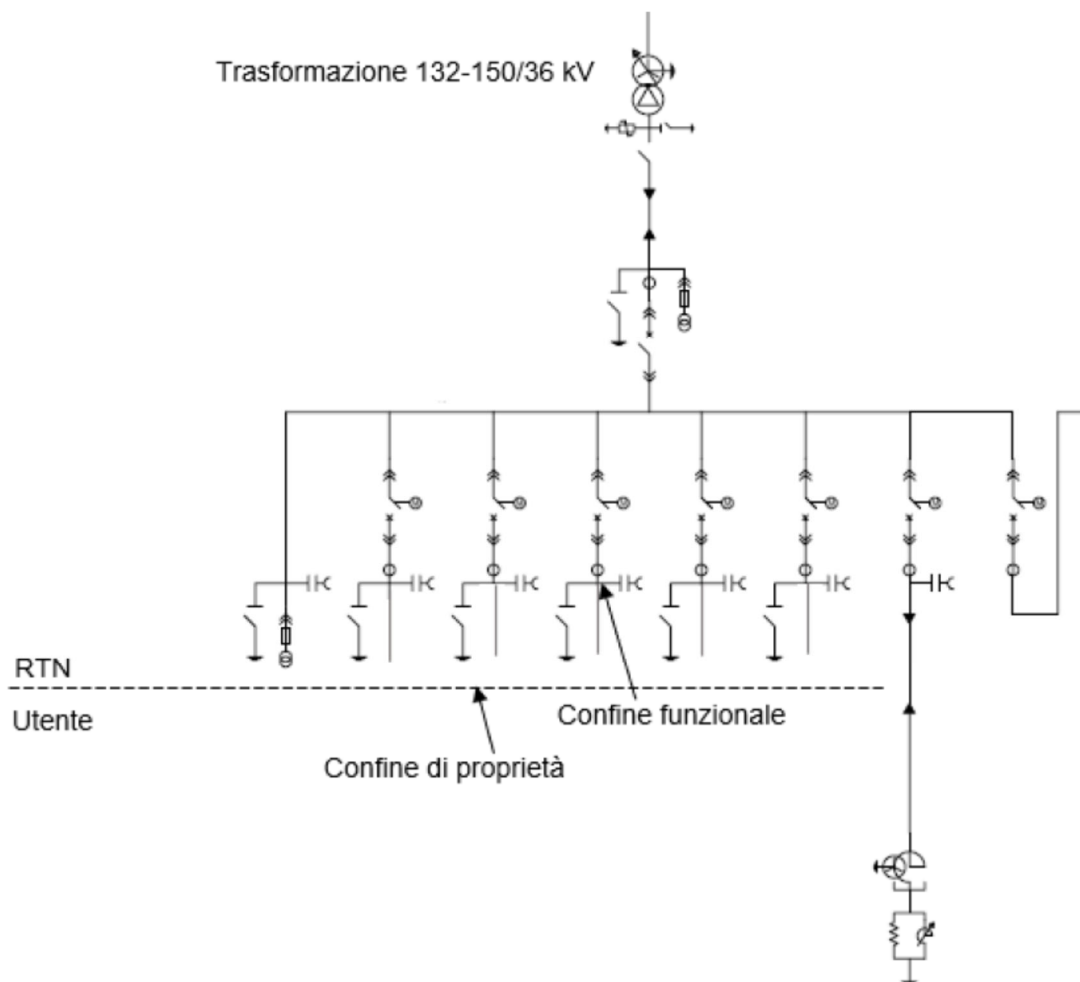 Trasformazione 132-150/36 kV
RTN
Utente
Confine funzionale
Confine di proprietà